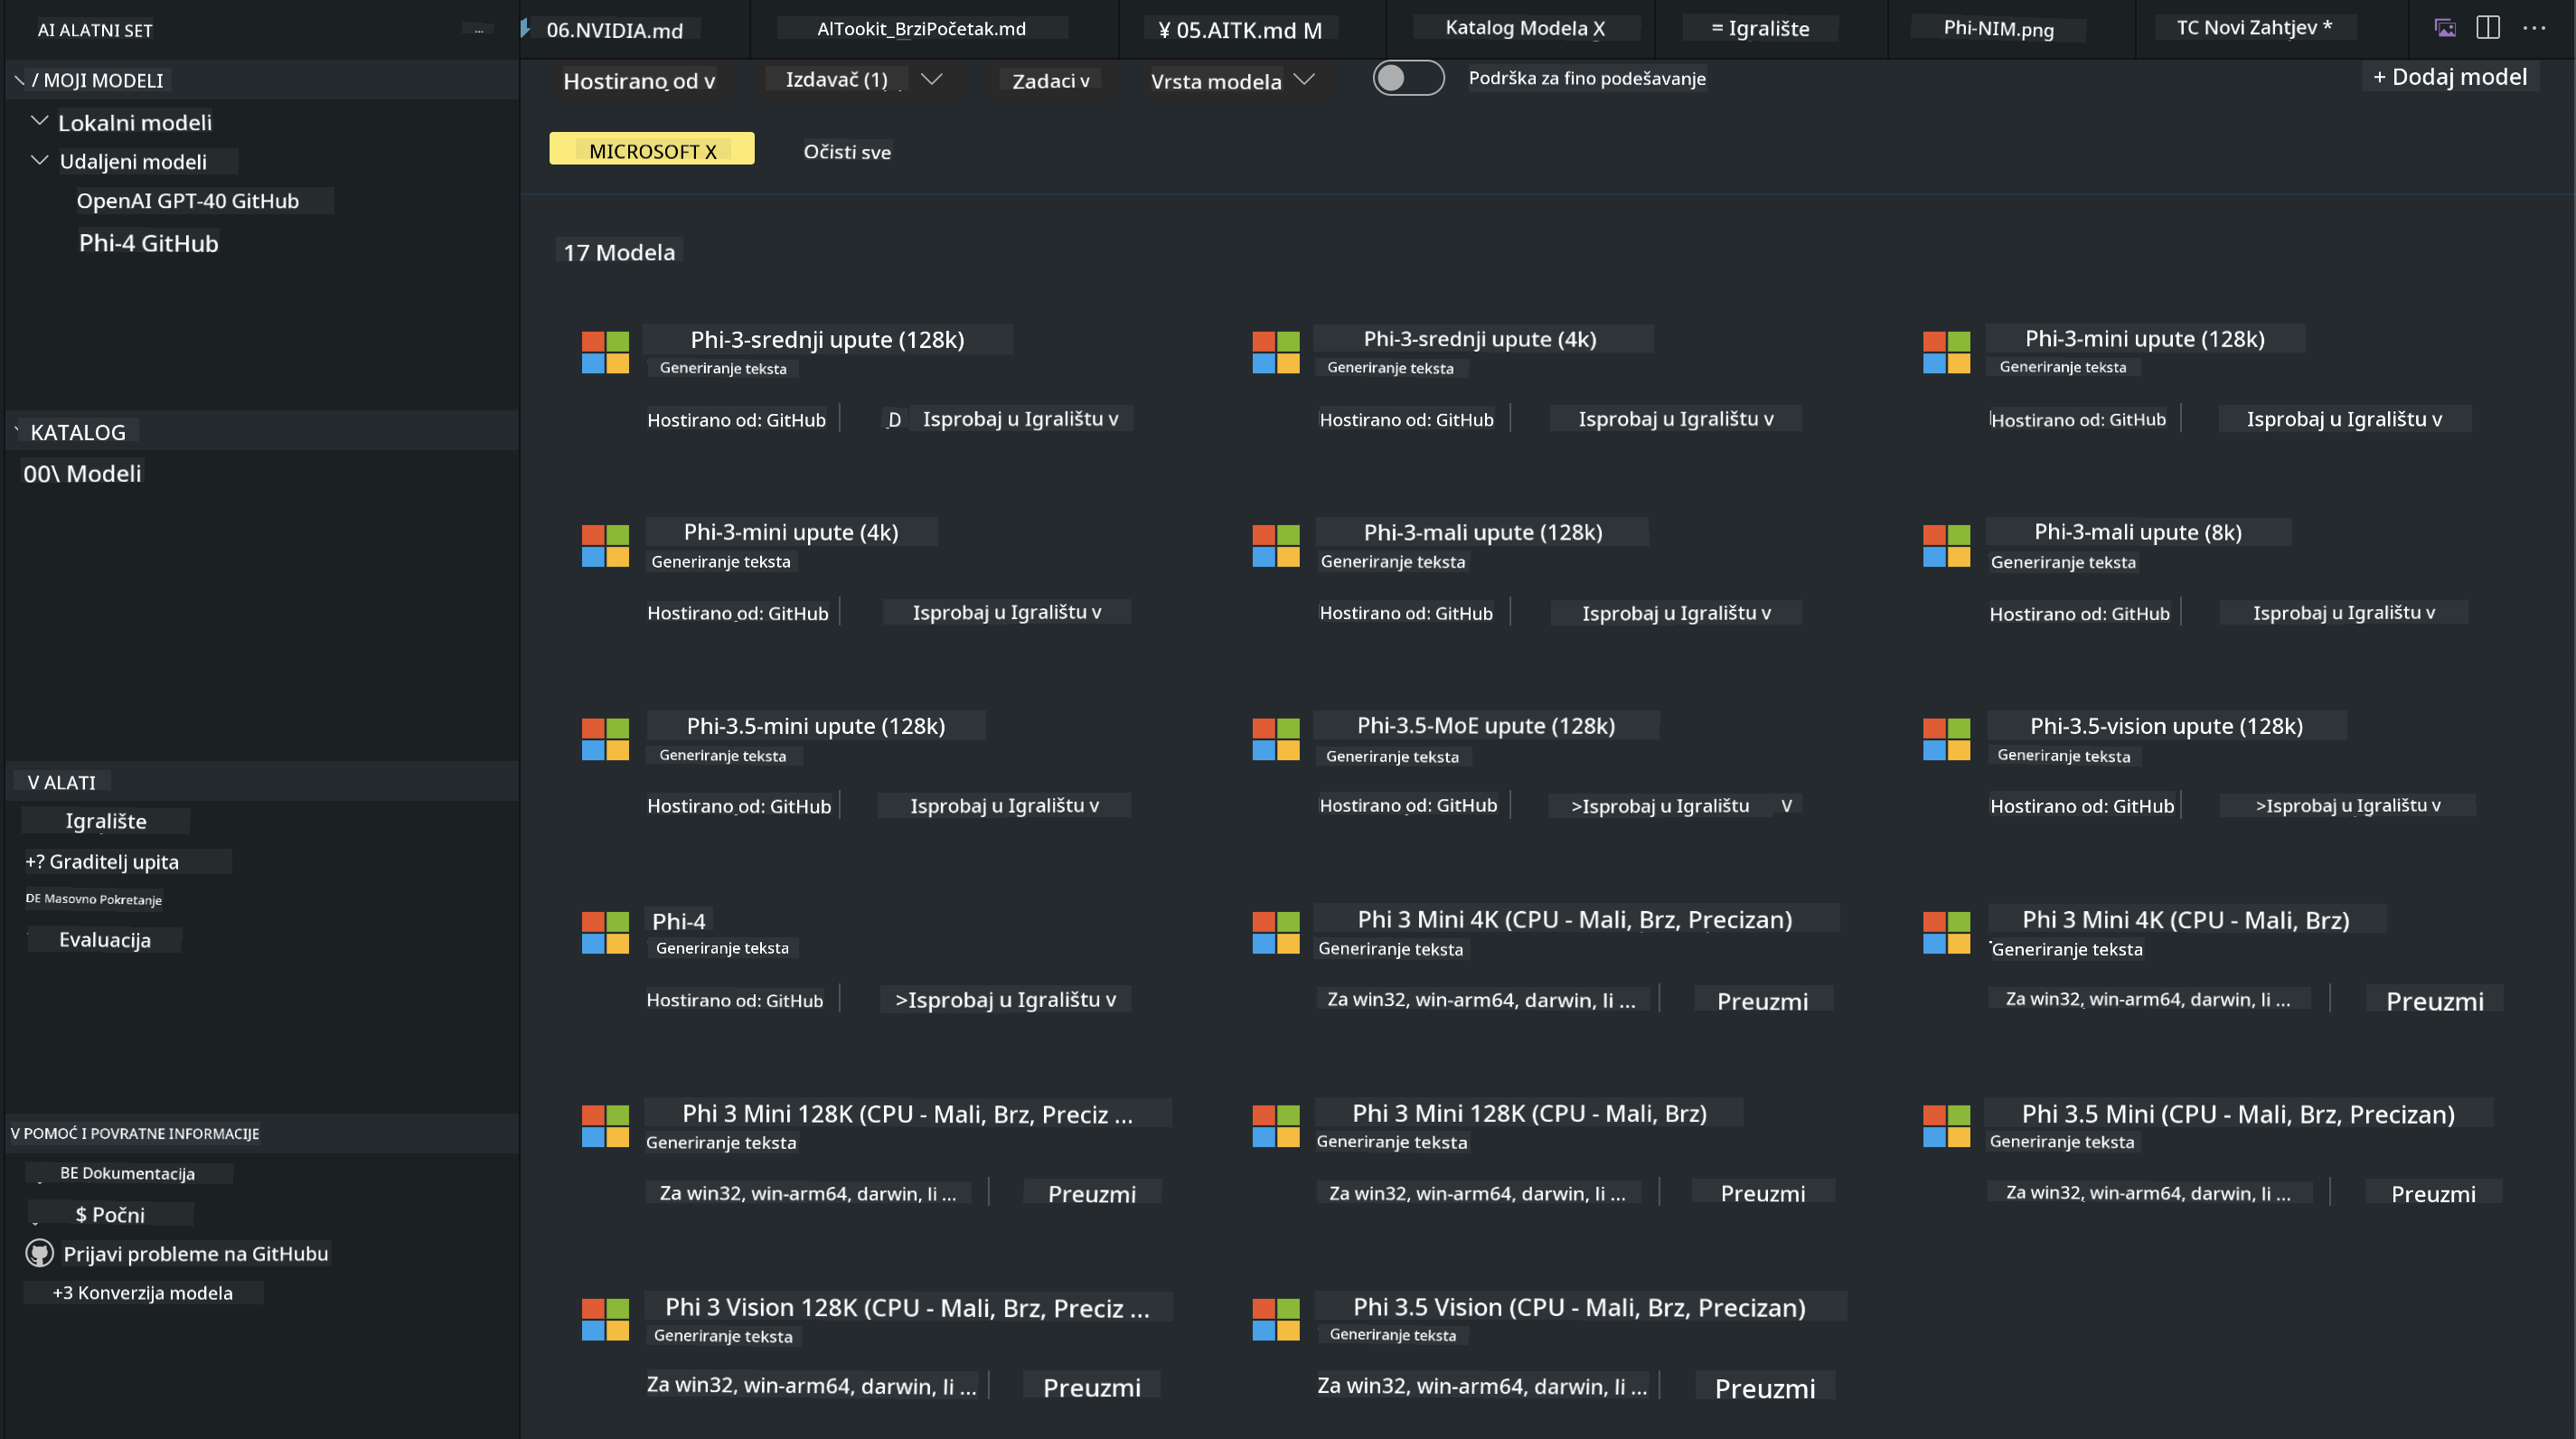 AI ALATNI SET
...
06.NVIDIA.md
AlTookit_BrziPočetak.md
¥ 05.AITK.md M
Katalog Modela X
= Igralište
Phi-NIM.png
TC Novi Zahtjev *
/ MOJI MODELI
Lokalni modeli
Udaljeni modeli
OpenAI GPT-40 GitHub
Phi-4 GitHub
KATALOG
00\ Modeli
V ALATI
Igralište
+? Graditelj upita
DE Masovno Pokretanje
Evaluacija
V POMOĆ I POVRATNE INFORMACIJE
BE Dokumentacija
$ Počni
Prijavi probleme na GitHubu
+3 Konverzija modela
Hostirano od v
Izdavač (1)
Zadaci v
Vrsta modela
Podrška za fino podešavanje
+ Dodaj model
MICROSOFT X
Očisti sve
17 Modela
Phi-3-srednji upute (128k)
Generiranje teksta
Hostirano od: GitHub
D Isprobaj u Igralištu v
Phi-3-srednji upute (4k)
Generiranje teksta
Hostirano od: GitHub
Isprobaj u Igralištu v
Phi-3-mini upute (128k)
Generiranje teksta
Hostirano od: GitHub
Isprobaj u Igralištu v
Phi-3-mini upute (4k)
Generiranje teksta
Hostirano od: GitHub
Isprobaj u Igralištu v
Phi-3-mali upute (128k)
Generiranje teksta
Hostirano od: GitHub
Isprobaj u Igralištu v
Phi-3-mali upute (8k)
Generiranje teksta
Hostirano od: GitHub
Isprobaj u Igralištu v
Phi-3.5-mini upute (128k)
Generiranje teksta
Hostirano od: GitHub
Isprobaj u Igralištu v
Phi-3.5-MoE upute (128k)
Generiranje teksta
Hostirano od: GitHub
>Isprobaj u Igralištu V
Phi-3.5-vision upute (128k)
Generiranje teksta
Hostirano od: GitHub
>Isprobaj u Igralištu v
Phi-4
Generiranje teksta
Hostirano od: GitHub
>Isprobaj u Igralištu v
Phi 3 Mini 4K (CPU - Mali, Brz, Precizan)
Generiranje teksta
Za win32, win-arm64, darwin, li ...
Preuzmi
Phi 3 Mini 4K (CPU - Mali, Brz)
Generiranje teksta
Za win32, win-arm64, darwin, li ...
Preuzmi
Phi 3 Mini 128K (CPU - Mali, Brz, Preciz ...
Generiranje teksta
Za win32, win-arm64, darwin, li ...
Preuzmi
Phi 3 Mini 128K (CPU - Mali, Brz)
Generiranje teksta
Za win32, win-arm64, darwin, li ...
Preuzmi
Phi 3.5 Mini (CPU - Mali, Brz, Precizan)
Generiranje teksta
Za win32, win-arm64, darwin, li ...
Preuzmi
Phi 3 Vision 128K (CPU - Mali, Brz, Preciz ...
Generiranje teksta
Za win32, win-arm64, darwin, li ...
Preuzmi
Phi 3.5 Vision (CPU - Mali, Brz, Precizan)
Generiranje teksta
Za win32, win-arm64, darwin, li ...
Preuzmi